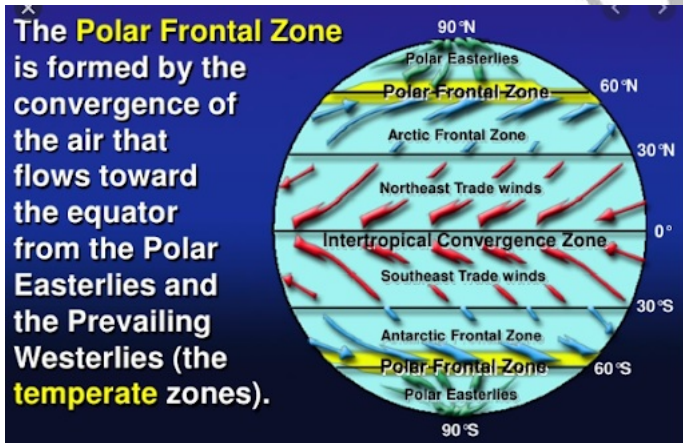 The Polar Frontal Zone
is formed by the
convergence of
the air that
flows toward
the equator
from the Polar
Easterlies and
the Prevailing
Westerlies (the
temperate zones).
90°N
Polar Easterlies
Polar Frontal Zone
60°N
Arctic Frontal Zone
30°N
Northeast Trade winds
Intertropical Convergence Zone
0°
Southeast Trade winds
30°S
Antarctic Frontal Zone
Polar Frontal Zone
60°S
Polar Easterlies
90°S